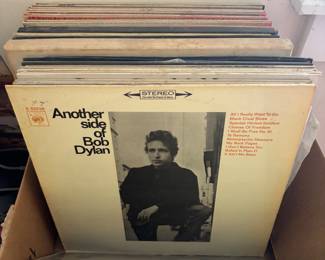 STEREO
Another
side of
Bob
Dylan
All I Really Want To Do
Black Crow Blues
Spanish Harlem Incident
Chimes of Freedom
I Shall Be Free No. 10
To Ramona
Motorpsycho Nitemare
My Back Pages
I Don't Believe You
Ballad in Plain D
It Ain't Me Babe